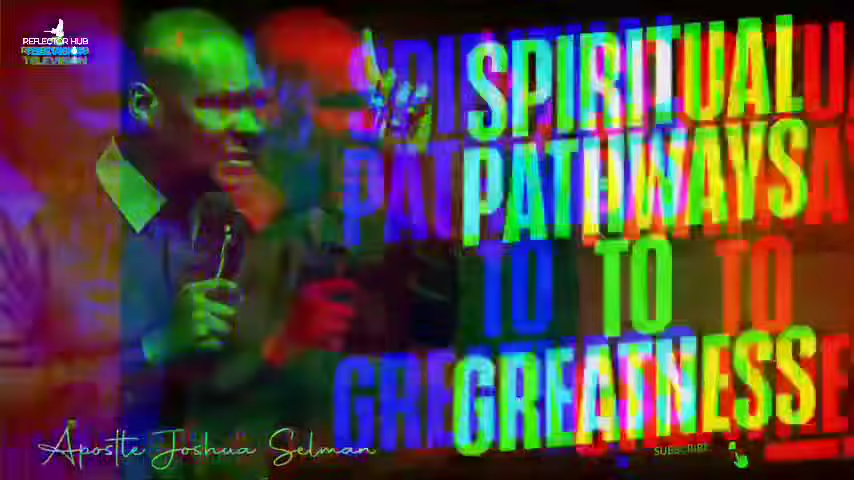 REFLECTOR HUB
TELEVISION
SPIRITUAL
PATHWAYS
TO
GREATNESS
Apostle Joshua Selman
SUBSCRIBE